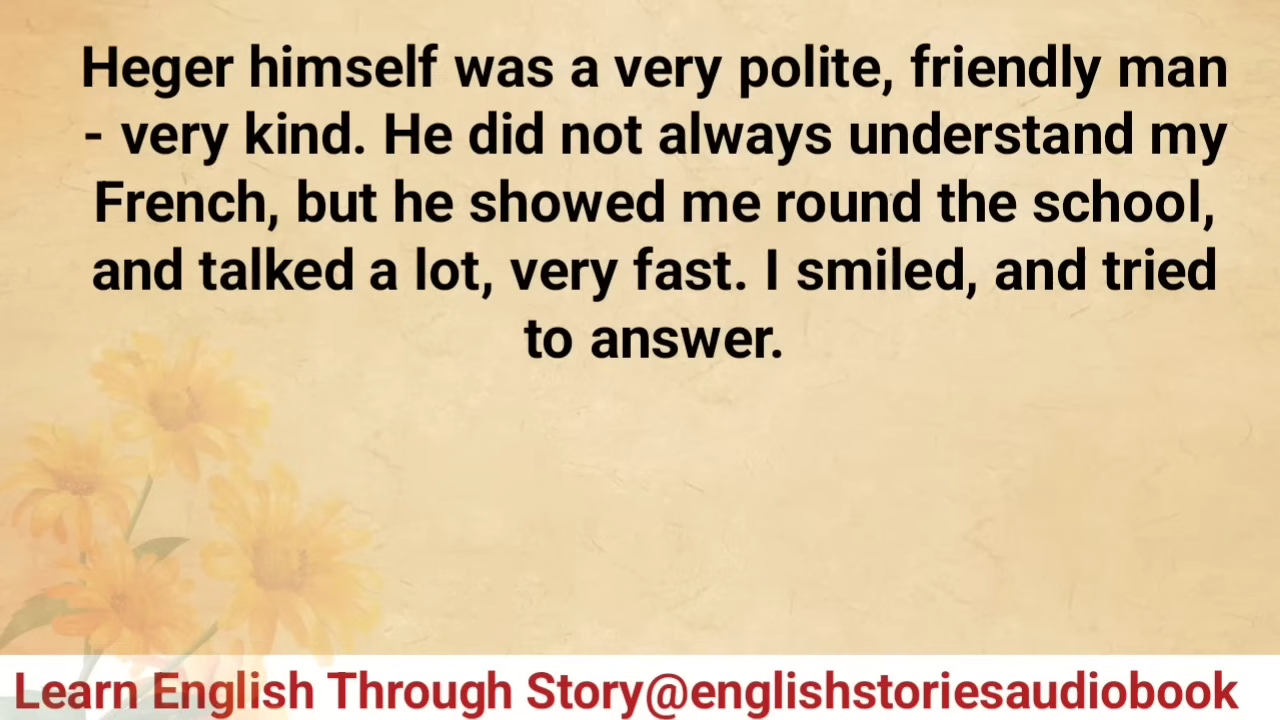 Heger himself was a very polite, friendly man
- very kind. He did not always understand my
French, but he showed me round the school,
and talked a lot, very fast. I smiled, and tried
to answer.
Learn English Through Story@englishstoriesaudiobook